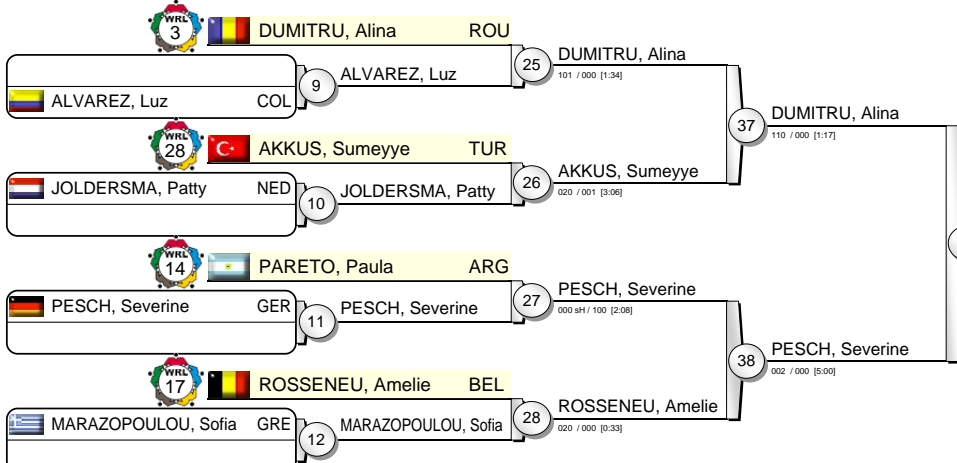 WRL 3 DUMITRU, Alina ROU
ALVAREZ, Luz COL
9 ALVAREZ, Luz
25 DUMITRU, Alina
101 / 000 [1:34]
WRL 28 AKKUS, Sumeyye TUR
JOLDERSMA, Patty NED
10 JOLDERSMA, Patty
26 AKKUS, Sumeyye
020 / 001 [3:06]
37 DUMITRU, Alina
110 / 000 [1:17]
WRL 14 PARETO, Paula ARG
PESCH, Severine GER
11 PESCH, Severine
27 PESCH, Severine
000 sH / 100 [2:08]
WRL 17 ROSSENEU, Amelie BEL
MARAZOPOULOU, Sofia GRE
12 MARAZOPOULOU, Sofia
28 ROSSENEU, Amelie
020 / 000 [0:33]
38 PESCH, Severine
002 / 000 [5:00]